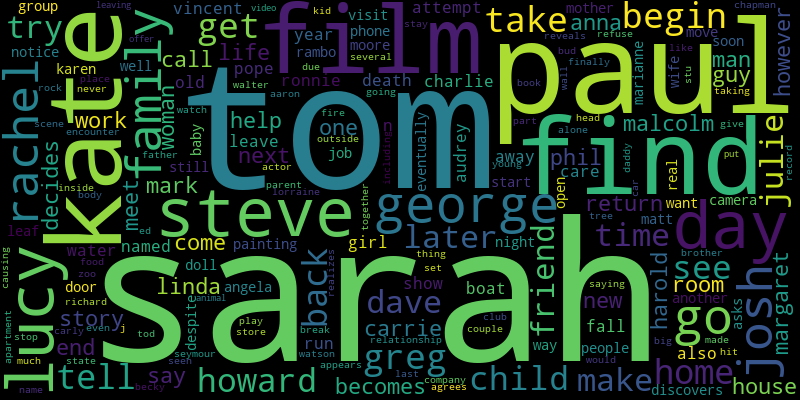 group
vincent
leaving
video
kid
mother
like
stay
offer
take
begin
chapman
try
get
film
anna
however
notice
life
year
phone
attempt
visit
refuse
move
soon
karen
well
call
rambo
moore
several
bud
finally
wife
man
place
pope
death
due
charlie
book
wall
stu
guy
taking
never
old
ronnie
walter
going
reveals
marianne
kate
family
woman
tom
paul
rock
work
watch
aaron
n
part
head
give
julie
rachel
scene
encounter
help
one
fire
outside
job
including
eventually
audrey
find
malcolm
alone
put
daddy
father
baby
leave
actor
next
away
phil
young
care
real
decides
meet
still
parent
start
open
record
inside
mark
lorraine
together
return
want
camera
body
steve
george
time
day
leaf
ed
named
come
painting
girl
later
night
matt
tree
car
brother
causing
water
food
door
zoo
doll
angela
thing
set
friend
saying
see
room
harold
asks
margaret
lucy
richard
linda
sarah
back
realizes
show
boat
new
another
josh
apartment
story
carly
even
j
despite
animal
play
store
dave
carrie
club
couple
fall
go
made
stop
end
state
tod
seymour
break
run
relationship
way
people
also
big
hit
much
tell
seen
watson
appears
greg
last
company
would
home
name
say
becky
howard
becomes
agrees
child
make
discovers
house